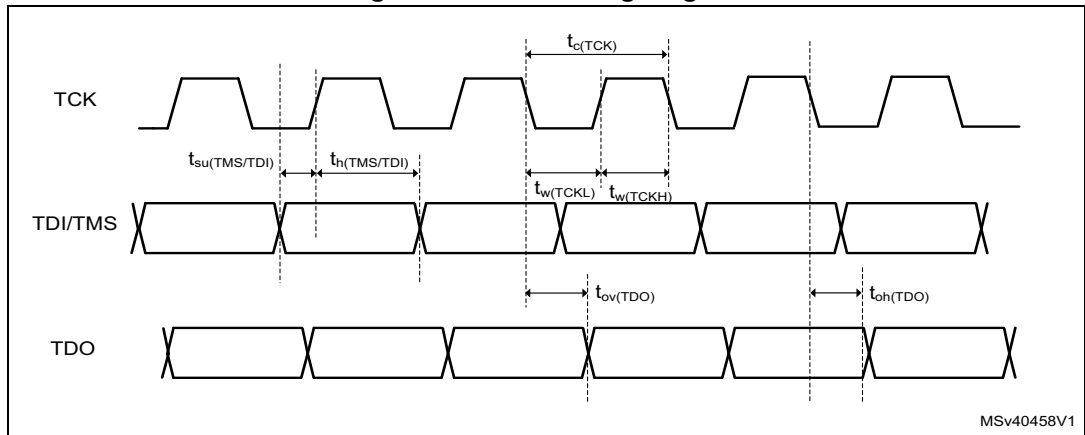 tc(TCK)
TCK
tsu(TMS/TDI) th(TMS/TDI)
tw(TCKL) tw(TCKH)
TDI/TMS
tov(TDO) toh(TDO)
TDO
MSv40458V1